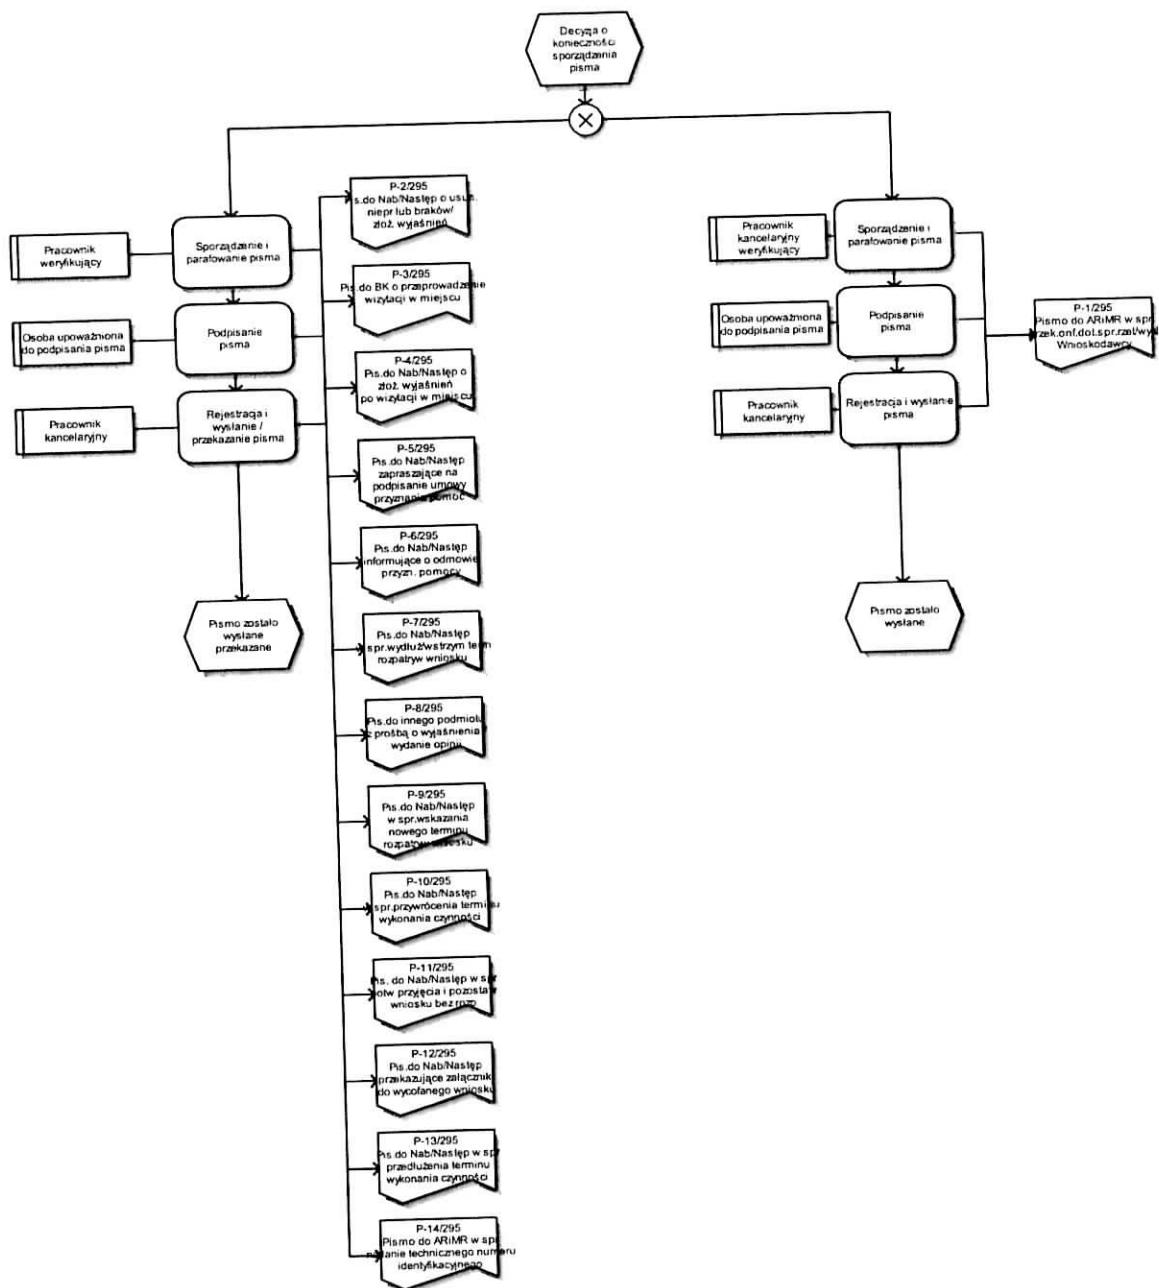 Decyzja o
konieczności
sporządzenia
pisma
Pracownik
weryfikujący
Sporządzenie i
parafowanie pisma
Osoba upoważniona
do podpisania pisma
Podpisanie
pisma
Pracownik
kancelaryjny
Rejestracja i
wysłanie /
przekazanie pisma
Pismo zostało
wysłane
przekazane
P-2/295
s.do Nab/Następ o usun.
niepr lub braków/
złoż. wyjaśnień
P-3/295
Pis.do BK o przeprowadzenie
wizytacji w miejscu
P-4/295
Pis.do Nab/Następ o
złoż. wyjaśnień
po wizytacji w miejscu
P-5/295
Pis.do Nab/Następ
zapraszające na
podpisanie umowy
przyznania pomoc
P-6/295
Pis.do Nab/Następ
informujące o odmowie
przyzn. pomocy
P-7/295
Pis.do Nab/Następ
spr.wydłuż/wstrzym term
rozpatryw wniosku
P-8/295
Pis.do innego podmiotu
z prośbą o wyjaśnienia
wydanie opinii
P-9/295
Pis.do Nab/Następ
w spr.wskazania
nowego terminu
rozpatryw wniosku
P-10/295
Pis.do Nab/Następ
spr.przywrócenia terminu
wykonania czynności
P-11/295
Pis. do Nab/Następ w spr
potw przyjęcia i pozostaw
wniosku bez rozp
P-12/295
Pis.do Nab/Następ
przekazujące załączniki
do wycofanego wniosku
P-13/295
Pis.do Nab/Następ w spr
przedłużenia terminu
wykonania czynności
P-14/295
Pismo do ARiMR w spr
nadanie technicznego numeru
identyfikacyjnego
Pracownik
kancelaryjny
weryfikujący
Sporządzenie i
parafowanie pisma
Osoba upoważniona
do podpisania pisma
Podpisanie
pisma
Pracownik
kancelaryjny
Rejestracja i wysłanie
pisma
Pismo zostało
wysłane
P-1/295
Pismo do ARiMR w spr
Wnioskodawcy